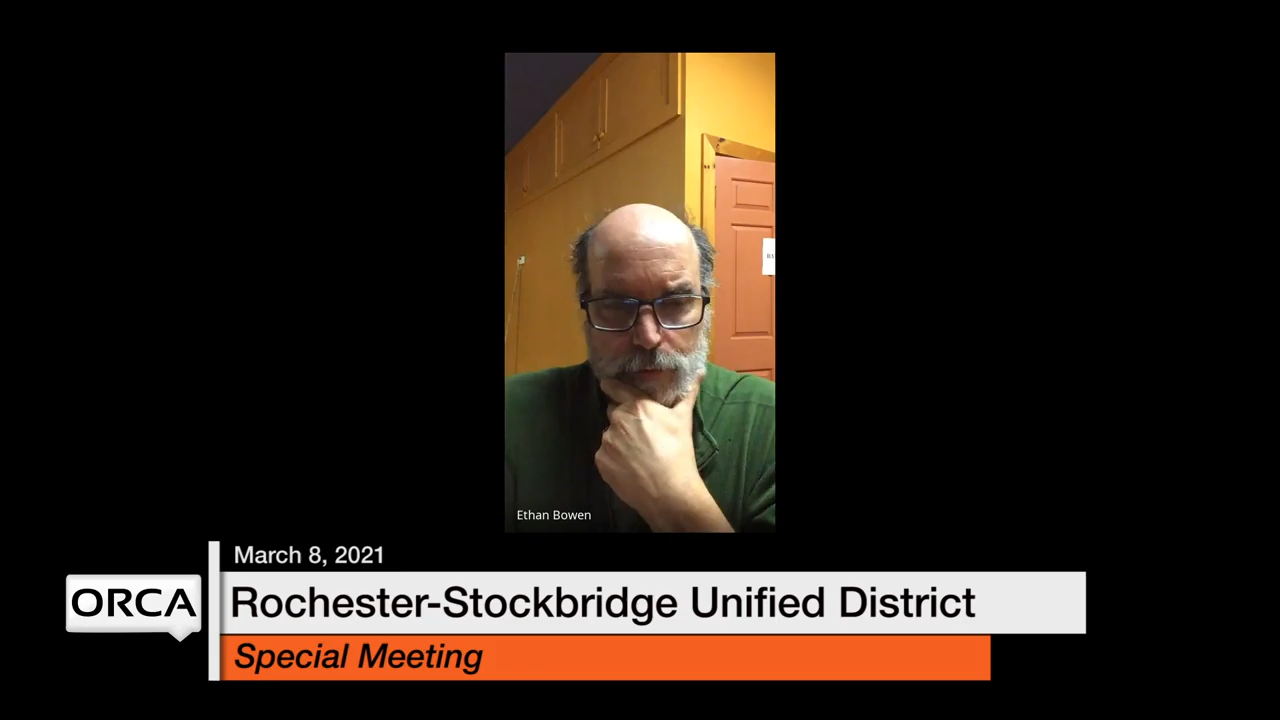 Ethan Bowen
March 8, 2021
ORCA
Rochester-Stockbridge Unified District
Special Meeting